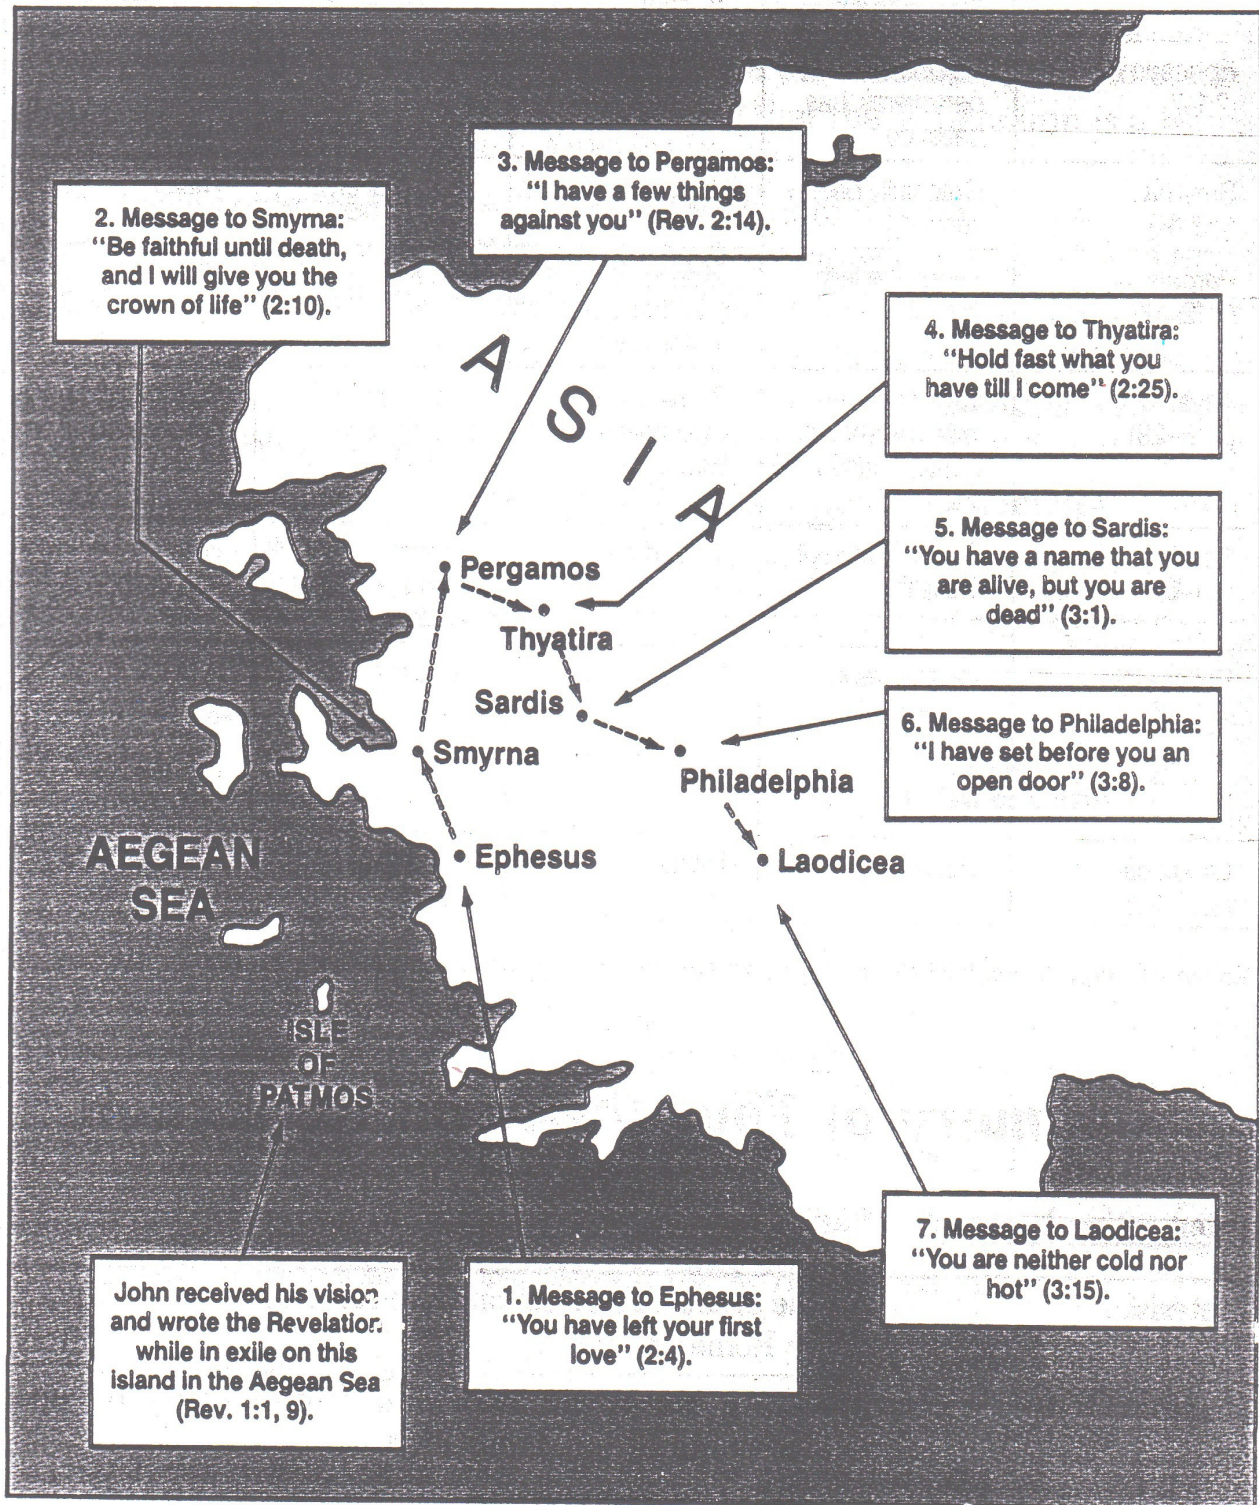 3. Message to Pergamos:
"I have a few things
against you" (Rev. 2:14).
2. Message to Smyrna:
"Be faithful until death,
and I will give you the
crown of life" (2:10).
4. Message to Thyatira:
"Hold fast what you
have till I come" (2:25).
ASIA
5. Message to Sardis:
"You have a name that you
are alive, but you are
dead" (3:1).
Pergamos
Thyatira
Sardis
6. Message to Philadelphia:
"I have set before you an
open door" (3:8).
Smyrna
Philadelphia
AEGEAN
SEA
Ephesus
Laodicea
ISLE
OF
PATMOS
7. Message to Laodicea:
"You are neither cold nor
hot" (3:15).
John received his vision
and wrote the Revelation
while in exile on this
island in the Aegean Sea
(Rev. 1:1, 9).
1. Message to Ephesus:
"You have left your first
love" (2:4).